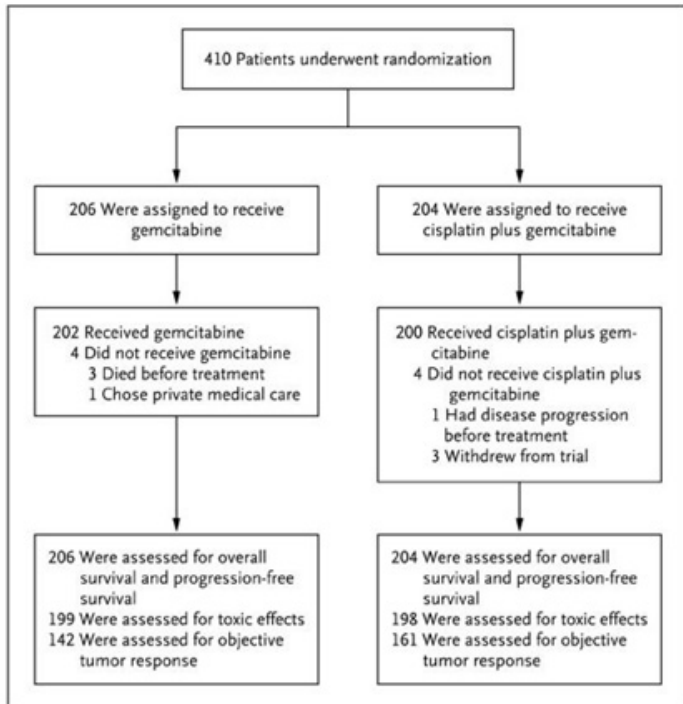 410 Patients underwent randomization
206 Were assigned to receive
gemcitabine
204 Were assigned to receive
cisplatin plus gemcitabine
202 Received gemcitabine
4 Did not receive gemcitabine
3 Died before treatment
1 Chose private medical care
200 Received cisplatin plus gem-
citabine
4 Did not receive cisplatin plus
gemcitabine
1 Had disease progression
before treatment
3 Withdrew from trial
206 Were assessed for overall
survival and progression-free
survival
199 Were assessed for toxic effects
142 Were assessed for objective
tumor response
204 Were assessed for overall
survival and progression-free
survival
198 Were assessed for toxic effects
161 Were assessed for objective
tumor response